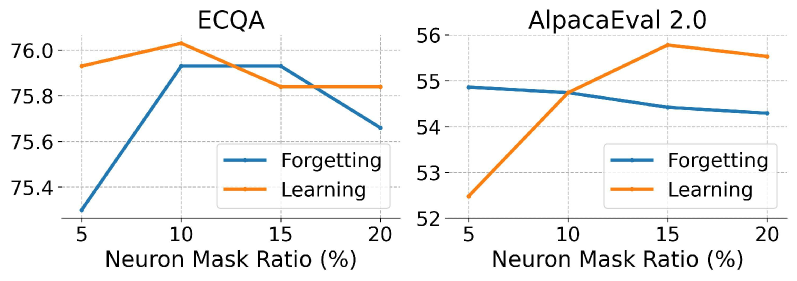 ECQA
76.0
75.8
75.6
75.4
5 10 15 20
Neuron Mask Ratio (%)
Forgetting
Learning
AlpacaEval 2.0
56
55
54
53
52
5 10 15 20
Neuron Mask Ratio (%)
Forgetting
Learning